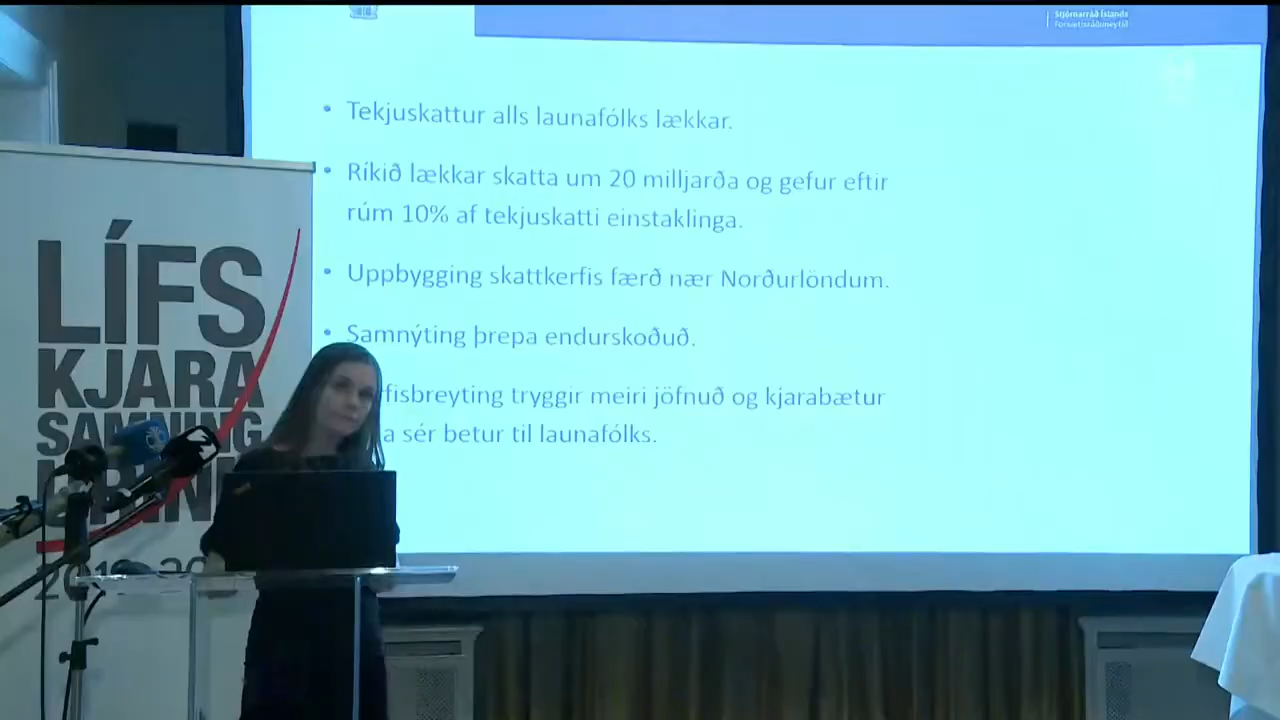 Stjórnarráð Íslands
Forsætisráðuneytið
• Tekjuskattur alls launafólks lækkar.
• Ríkið lækkar skatta um 20 milljarða og gefur eftir
rúm 10% af tekjuskatti einstaklinga.
• Uppbygging skattkerfis færð nær Norðurlöndum.
• Samnýting þrepa endurskoðuð.
fisbreyting tryggir meiri jöfnuð og kjarabætur
a sér betur til launafólks.
LÍFS
KJARA
SAMNING